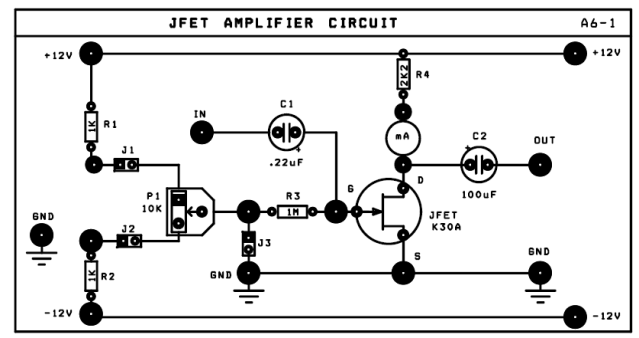 JFET AMPLIFIER CIRCUIT
A6-1
+12V
+12V
R4
2K2
C1
IN
R1
1K
mA
C2
OUT
J1
.22uF
+
+
100uF
P1
10K
R3
1M
G
D
JFET
K30A
GND
J2
J3
S
GND
GND
R2
1K
-12V
-12V